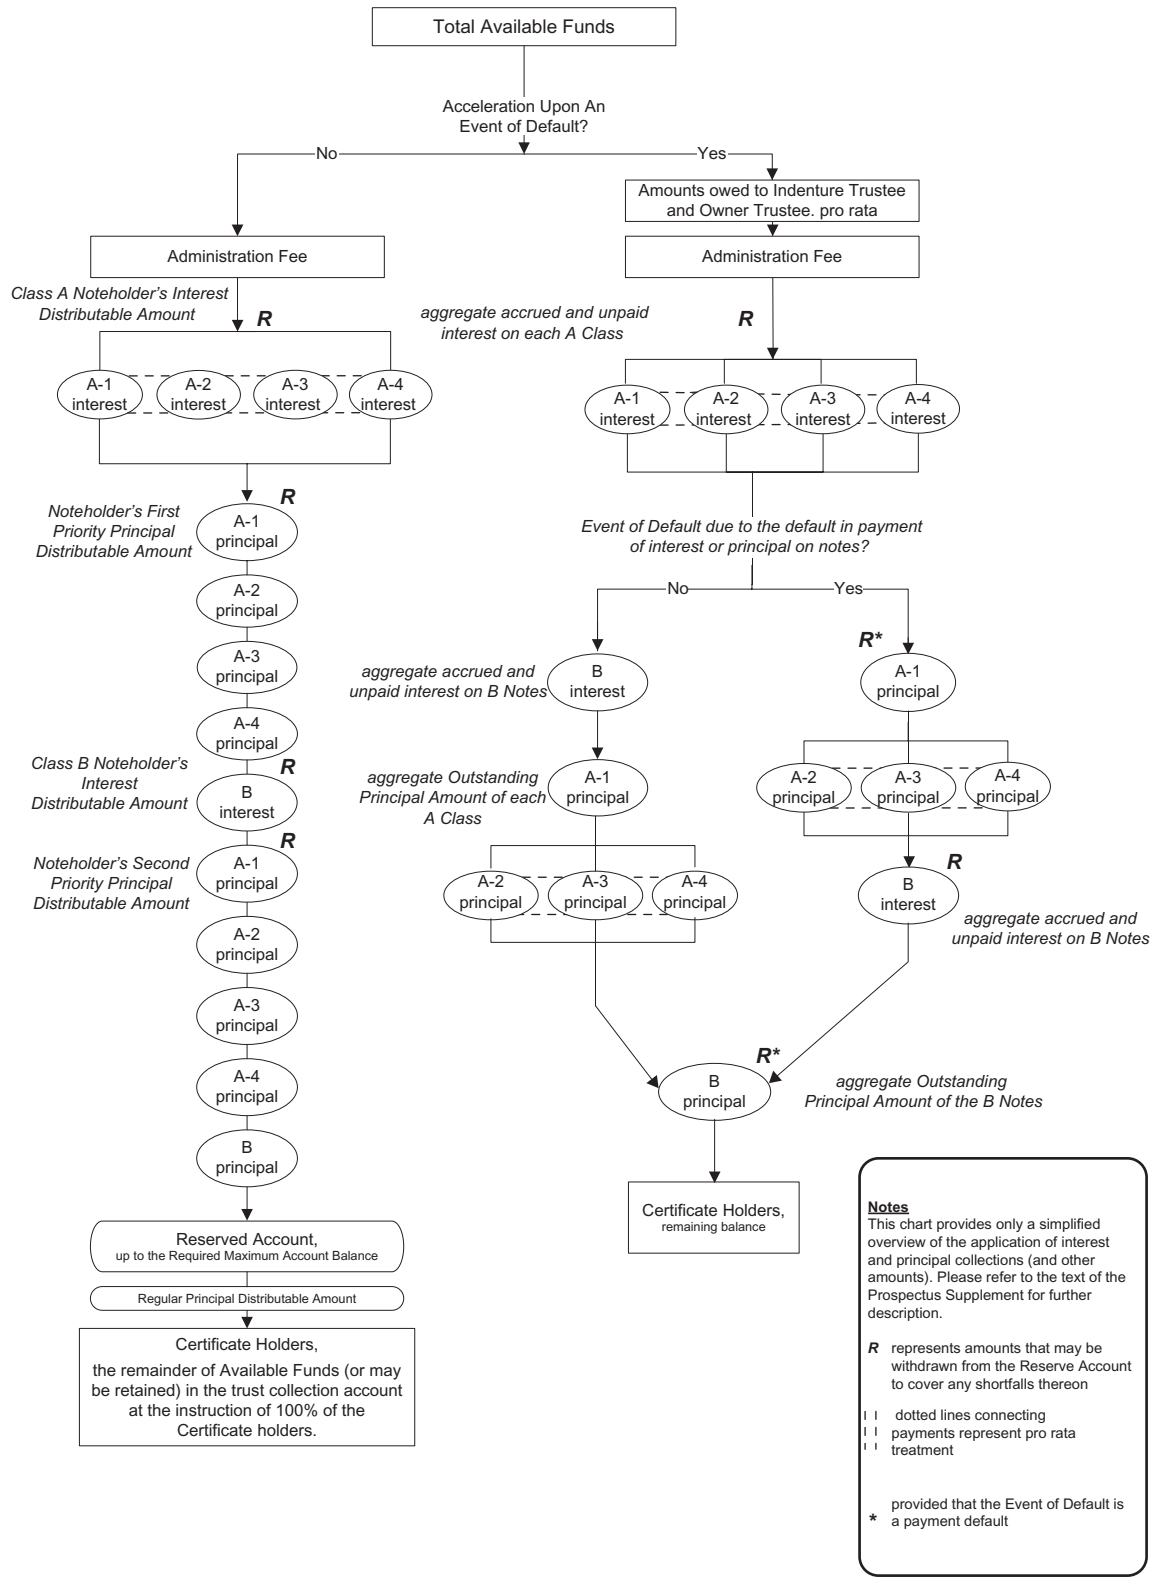 Total Available Funds
Acceleration Upon An
Event of Default?
No
Yes
Amounts owed to Indenture Trustee
and Owner Trustee. pro rata
Administration Fee
Administration Fee
Class A Noteholder's Interest
Distributable Amount
R
aggregate accrued and unpaid
interest on each A Class
R
A-1
interest
A-2
interest
A-3
interest
A-4
interest
A-1
interest
A-2
interest
A-3
interest
A-4
interest
Noteholder's First
Priority Principal
Distributable Amount
R
A-1
principal
A-2
principal
A-3
principal
A-4
principal
Class B Noteholder's
Interest
Distributable Amount
R
B
interest
Noteholder's Second
Priority Principal
Distributable Amount
R
A-1
principal
A-2
principal
A-3
principal
A-4
principal
B
principal
Reserved Account,
up to the Required Maximum Account Balance
Regular Principal Distributable Amount
Certificate Holders,
the remainder of Available Funds (or may
be retained) in the trust collection account
at the instruction of 100% of the
Certificate holders.
Event of Default due to the default in payment
of interest or principal on notes?
No
Yes
aggregate accrued and
unpaid interest on B Notes
B
interest
aggregate Outstanding
Principal Amount of each
A Class
A-1
principal
A-2
principal
A-3
principal
A-4
principal
R*
A-1
principal
A-2
principal
A-3
principal
A-4
principal
R
B
interest
aggregate accrued and
unpaid interest on B Notes
R*
B
principal
aggregate Outstanding
Principal Amount of the B Notes
Certificate Holders,
remaining balance
Notes
This chart provides only a simplified
overview of the application of interest
and principal collections (and other
amounts). Please refer to the text of the
Prospectus Supplement for further
description.
R represents amounts that may be
withdrawn from the Reserve Account
to cover any shortfalls thereon
dotted lines connecting
payments represent pro rata
treatment
provided that the Event of Default is
* a payment default